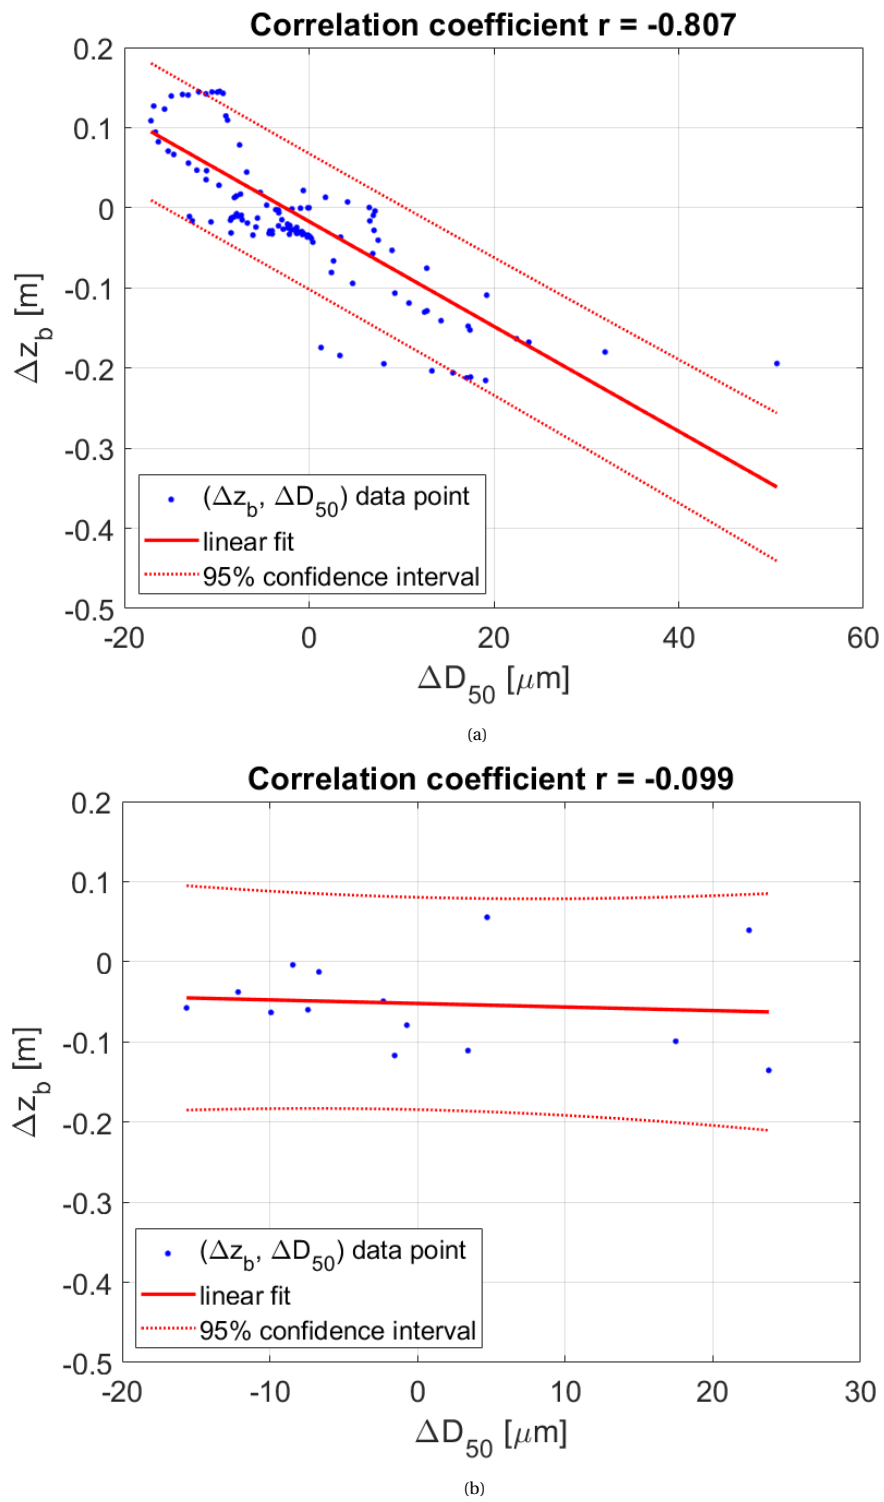 Correlation coefficient r = -0.807
0.2
0.1
0
-0.1
-0.2
-0.3
-0.4
-0.5
Δz_b [m]
(Δz_b, ΔD_50) data point
linear fit
95% confidence interval
-20 0 20 40 60
ΔD_50 [μm]
(a)
Correlation coefficient r = -0.099
0.2
0.1
0
-0.1
-0.2
-0.3
-0.4
-0.5
Δz_b [m]
(Δz_b, ΔD_50) data point
linear fit
95% confidence interval
-20 -10 0 10 20 30
ΔD_50 [μm]
(b)